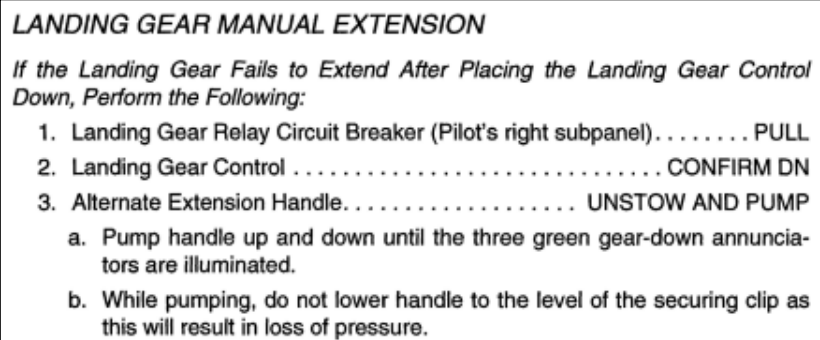 LANDING GEAR MANUAL EXTENSION
If the Landing Gear Fails to Extend After Placing the Landing Gear Control
Down, Perform the Following:
1. Landing Gear Relay Circuit Breaker (Pilot's right subpanel). . . . . . . . PULL
2. Landing Gear Control . . . . . . . . . . . . . . . . . . . . . . . . . . . . . . . CONFIRM DN
3. Alternate Extension Handle. . . . . . . . . . . . . . . . . . . . UNSTOW AND PUMP
a. Pump handle up and down until the three green gear-down annuncia-
tors are illuminated.
b. While pumping, do not lower handle to the level of the securing clip as
this will result in loss of pressure.